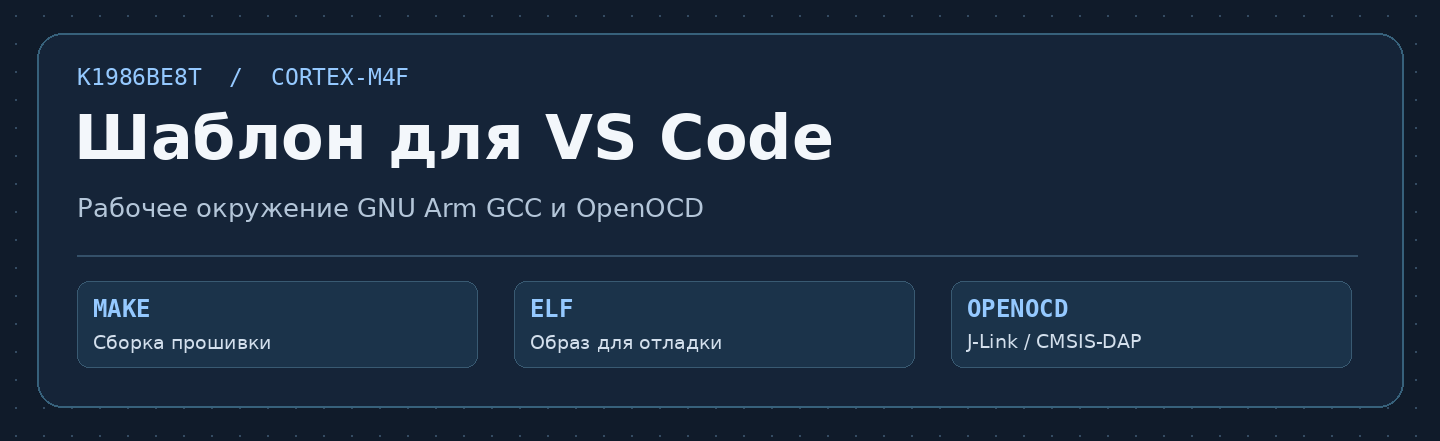 K1986BE8T / CORTEX-M4F
Шаблон для VS Code
Рабочее окружение GNU Arm GCC и OpenOCD
MAKE
Сборка прошивки
ELF
Образ для отладки
OPENOCD
J-Link / CMSIS-DAP